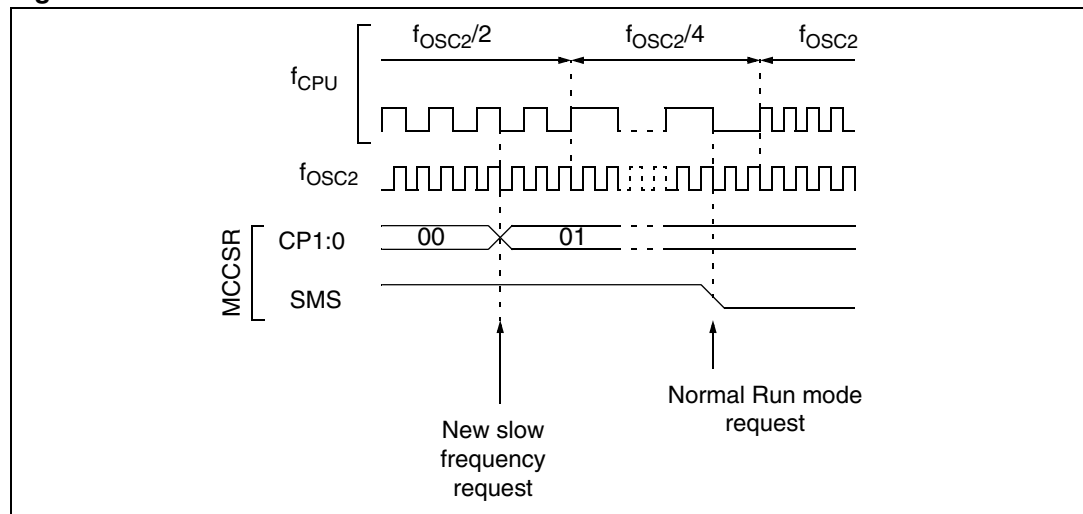 fOSC2/2 fOSC2/4 fOSC2
fCPU
fOSC2
MCCSR
CP1:0 00 01
SMS
New slow
frequency
request
Normal Run mode
request